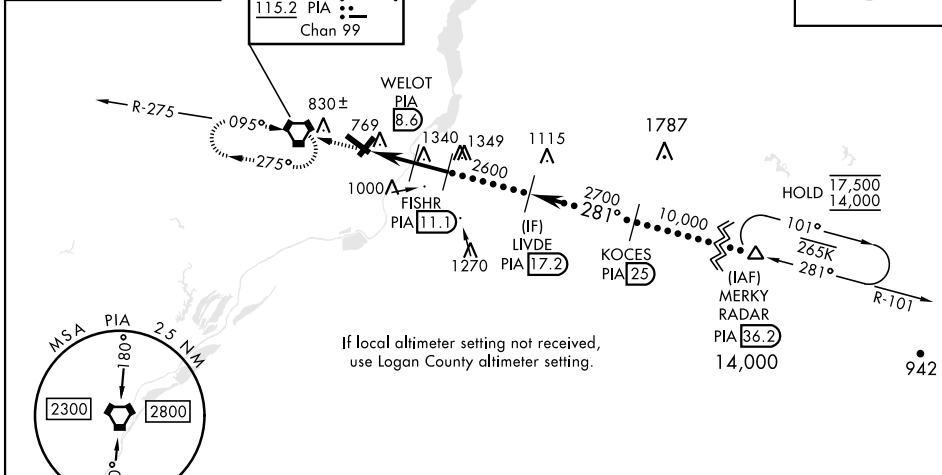 115.2 PIA
Chan 99
R-275
095°
275°
830±
769
WELOT
PIA
8.6
1340
1349
2600
1115
1787
1000
FISHR
PIA 11.1
1270
(IF)
LIVDE
PIA 17.2
2700
281°
KOCES
PIA 25
10,000
HOLD 17,500
14,000
101°
265K
281°
R-101
(IAF)
MERKY
RADAR
PIA 36.2
14,000
942
If local altimeter setting not received,
use Logan County altimeter setting.
MSA PIA 25 NM
180°
2300
2800